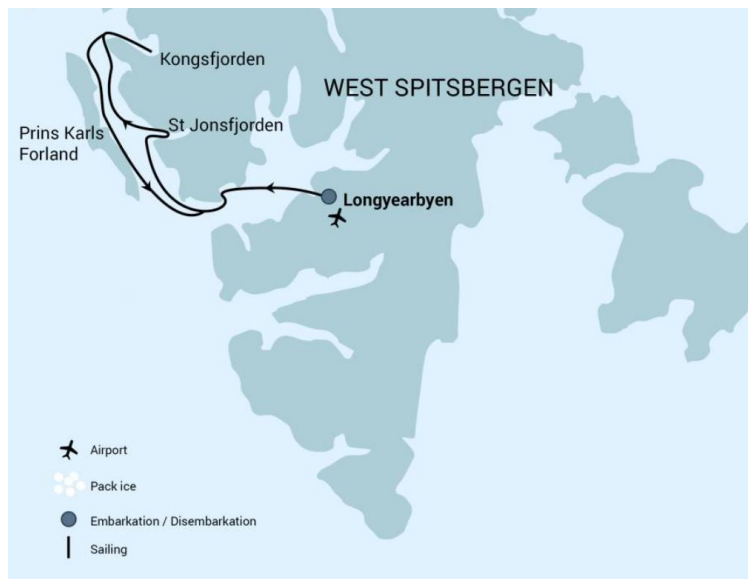 Kongsfjorden
WEST SPITSBERGEN
St Jonsfjorden
Prins Karls
Forland
Longyearbyen
Airport
Pack ice
Embarkation / Disembarkation
Sailing